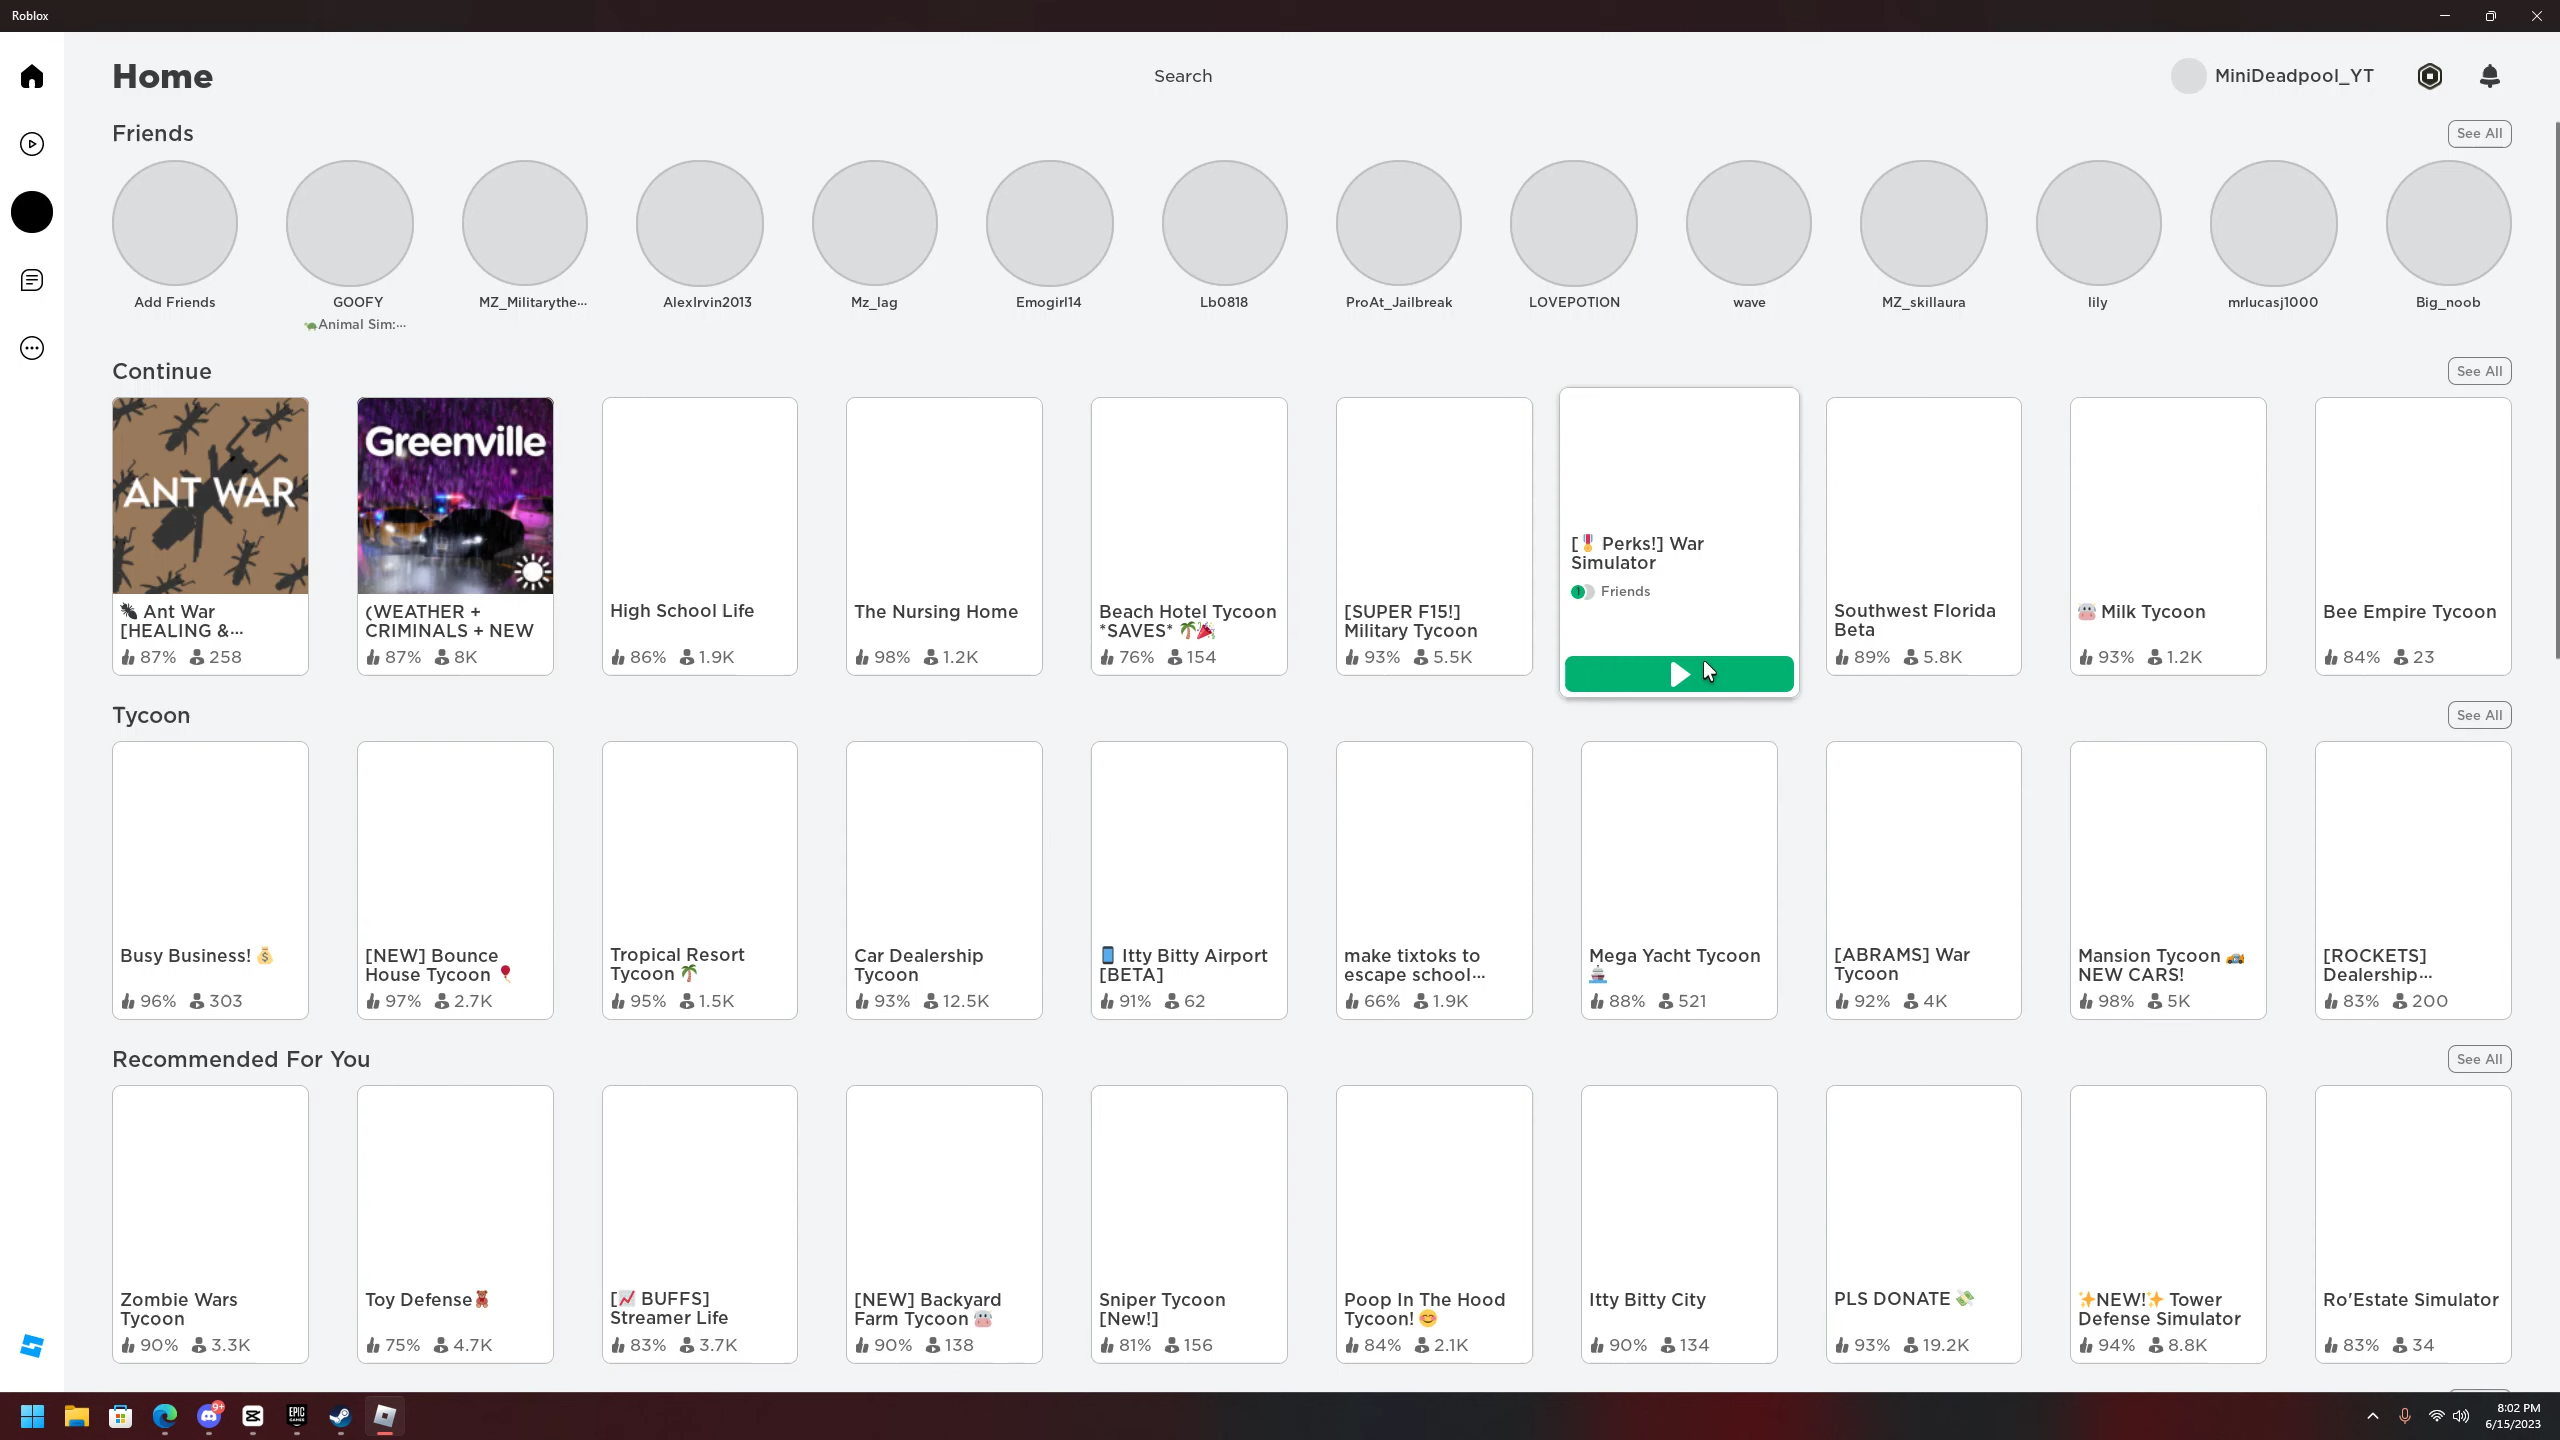 Roblox
Home
Search
MiniDeadpool_YT
Friends
See All
Add Friends
GOOFY
MZ_Militarythe...
AlexIrvin2013
Mz_lag
Emogirl14
Lb0818
ProAt_Jailbreak
LOVEPOTION
wave
MZ_skillaura
lily
mrlucasj1000
Big_noob
🐢Animal Sim:...
Continue
See All
Greenville
ANT WAR
🐜 Ant War
[HEALING &...
87% 258
(WEATHER +
CRIMINALS + NEW
87% 8K
High School Life
86% 1.9K
The Nursing Home
98% 1.2K
Beach Hotel Tycoon
*SAVES* 🌴🎉
76% 154
[SUPER F15!]
Military Tycoon
93% 5.5K
[🎖️ Perks!] War
Simulator
1 Friends
Southwest Florida
Beta
89% 5.8K
🐮 Milk Tycoon
93% 1.2K
Bee Empire Tycoon
84% 23
Tycoon
See All
Busy Business! 💰
96% 303
[NEW] Bounce
House Tycoon 🎈
97% 2.7K
Tropical Resort
Tycoon 🌴
95% 1.5K
Car Dealership
Tycoon
93% 12.5K
📱 Itty Bitty Airport
[BETA]
91% 62
make tixtoks to
escape school...
66% 1.9K
Mega Yacht Tycoon
🚢
88% 521
[ABRAMS] War
Tycoon
92% 4K
Mansion Tycoon 🚗
NEW CARS!
98% 5K
[ROCKETS]
Dealership...
83% 200
Recommended For You
See All
Zombie Wars
Tycoon
90% 3.3K
Toy Defense🧸
75% 4.7K
[📈 BUFFS]
Streamer Life
83% 3.7K
[NEW] Backyard
Farm Tycoon 🐮
90% 138
Sniper Tycoon
[New!]
81% 156
Poop In The Hood
Tycoon! 😊
84% 2.1K
Itty Bitty City
90% 134
PLS DONATE 💸
93% 19.2K
✨NEW!✨ Tower
Defense Simulator
94% 8.8K
Ro'Estate Simulator
83% 34
9+
EPIC
GAMES
8:02 PM
6/15/2023